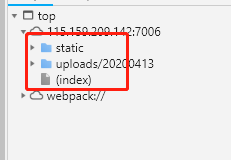 top
115.159.209.142:7006
static
uploads/20200413
(index)
webpack://